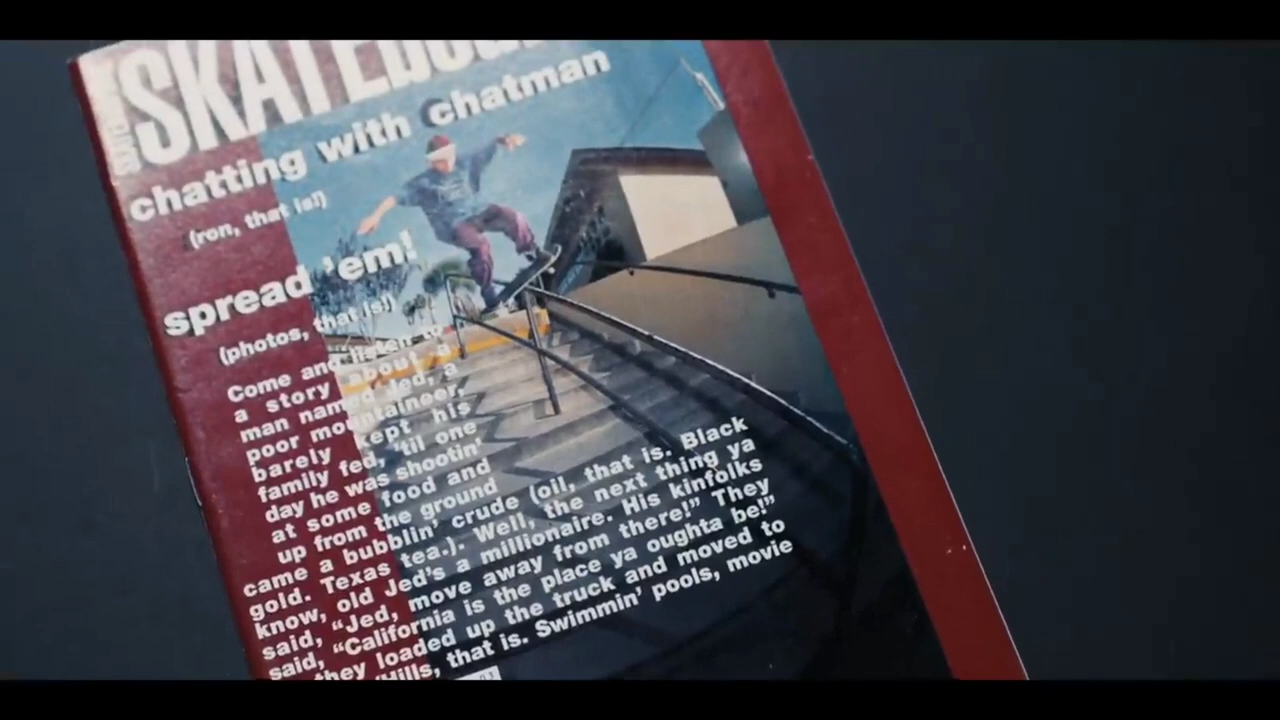 SKATEboa
chatting with chatman
(ron, that is!)
spread 'em!
(photos, that is!)
Come and listen to
a story about a
man named Jed, a
poor mountaineer,
barely kept his
family fed, 'til one
day he was shootin'
at some food and
up from the ground
came a bubblin' crude (oil, that is. Black
gold. Texas tea.). Well, the next thing ya
know, old Jed's a millionaire. His kinfolks
said, "Jed, move away from there!" They
said, "California is the place ya oughta be!"
they loaded up the truck and moved to
Hills, that is. Swimmin' pools, movie